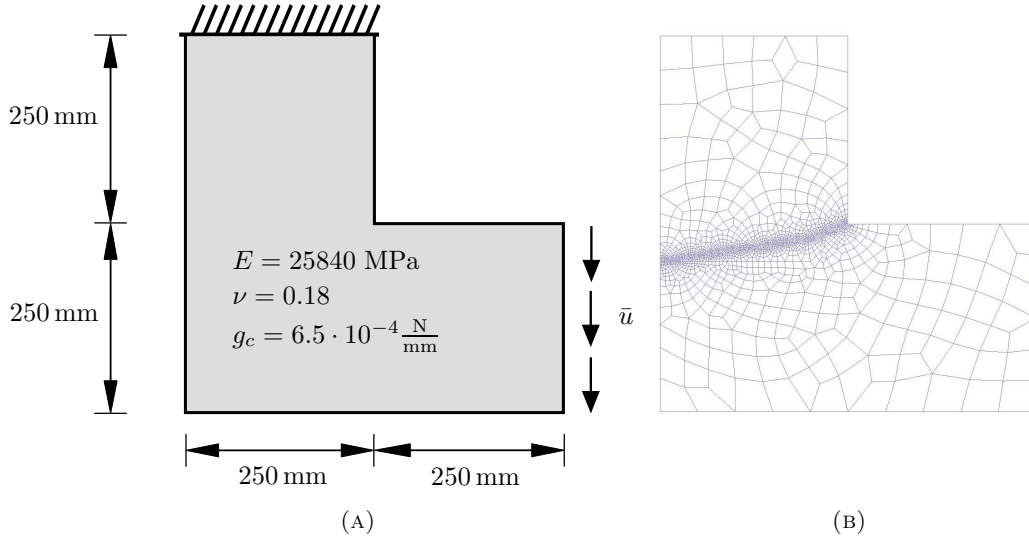 250 mm
E = 25840 MPa
ν = 0.18
250 mm
g_c = 6.5 · 10^{−4} N/mm
ū
250 mm
250 mm
(A)
(B)